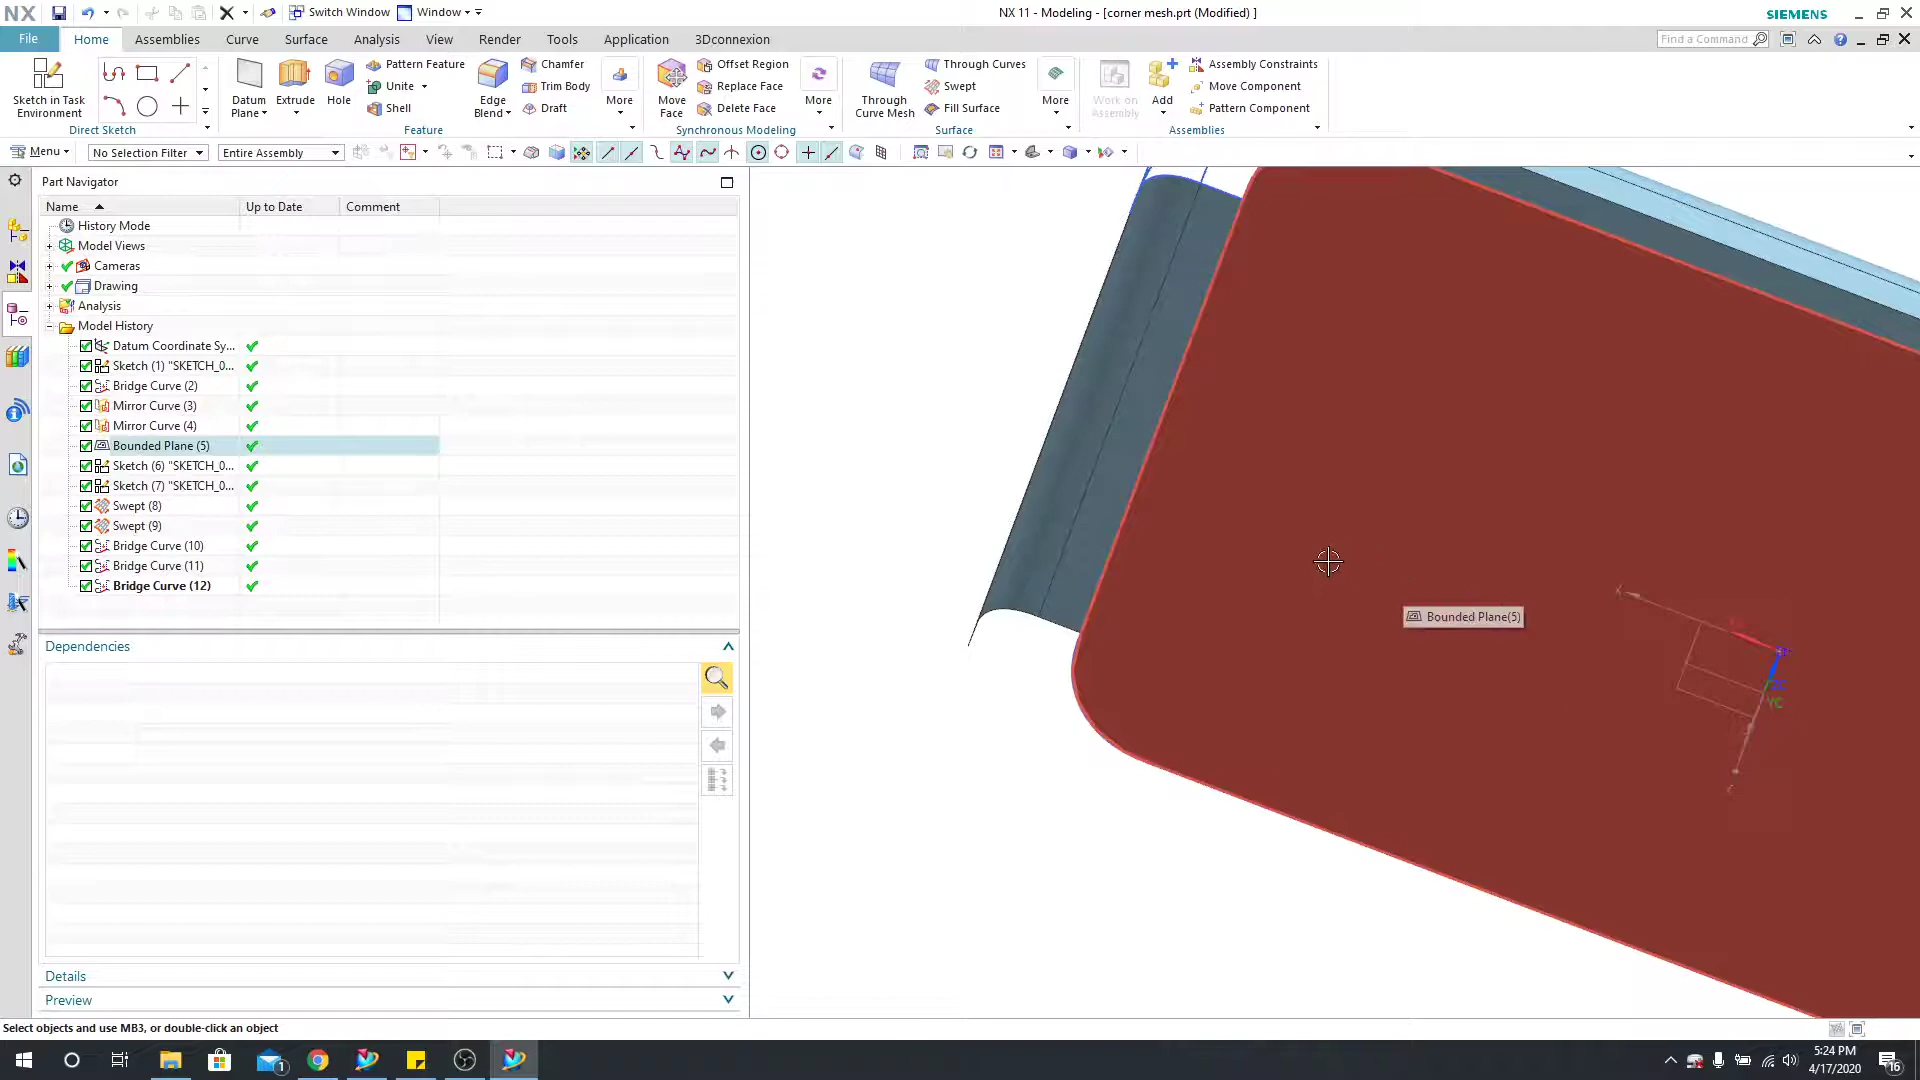 NX
Switch Window
Window
NX 11 - Modeling - [corner mesh.prt (Modified) ]
SIEMENS
File
Home
Assemblies
Curve
Surface
Analysis
View
Render
Tools
Application
3Dconnexion
Find a Command
Sketch in Task Environment
Direct Sketch
Datum Plane
Extrude
Hole
Pattern Feature
Unite
Shell
Edge Blend
Chamfer
Trim Body
Draft
More
Feature
Move Face
Offset Region
Replace Face
Delete Face
More
Synchronous Modeling
Through Curve Mesh
Through Curves
Swept
Fill Surface
More
Surface
Work on Assembly
Add
Assembly Constraints
Move Component
Pattern Component
Assemblies
Menu
No Selection Filter
Entire Assembly
Part Navigator
Name
Up to Date
Comment
History Mode
Model Views
Cameras
Drawing
Analysis
Model History
Datum Coordinate Sy...
Sketch (1) "SKETCH_0...
Bridge Curve (2)
Mirror Curve (3)
Mirror Curve (4)
Bounded Plane (5)
Sketch (6) "SKETCH_0...
Sketch (7) "SKETCH_0...
Swept (8)
Swept (9)
Bridge Curve (10)
Bridge Curve (11)
Bridge Curve (12)
Dependencies
Details
Preview
Bounded Plane(5)
YC
Select objects and use MB3, or double-click an object
1
5:24 PM
4/17/2020
16